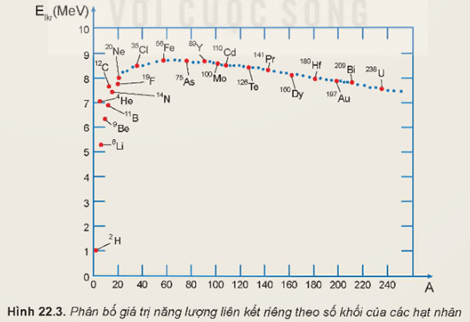 VỚI CUỘC SỐNG
Elkr(MeV)
10
9
8
7
6
5
4
3
2
1
0
²⁰Ne
³⁵Cl
⁵⁶Fe
⁸⁹Y
¹¹⁰Cd
¹⁴¹Pr
¹⁸⁰Hf
²⁰⁹Bi
²³⁸U
¹²C
¹⁹F
⁷⁵As
¹⁰⁰Mo
¹²⁶Te
¹⁶⁰Dy
¹⁹⁷Au
⁴He
¹⁴N
¹¹B
⁹Be
⁶Li
²H
0 20 40 60 80 100 120 140 160 180 200 220 240 A
Hình 22.3. Phân bố giá trị năng lượng liên kết riêng theo số khối của các hạt nhân